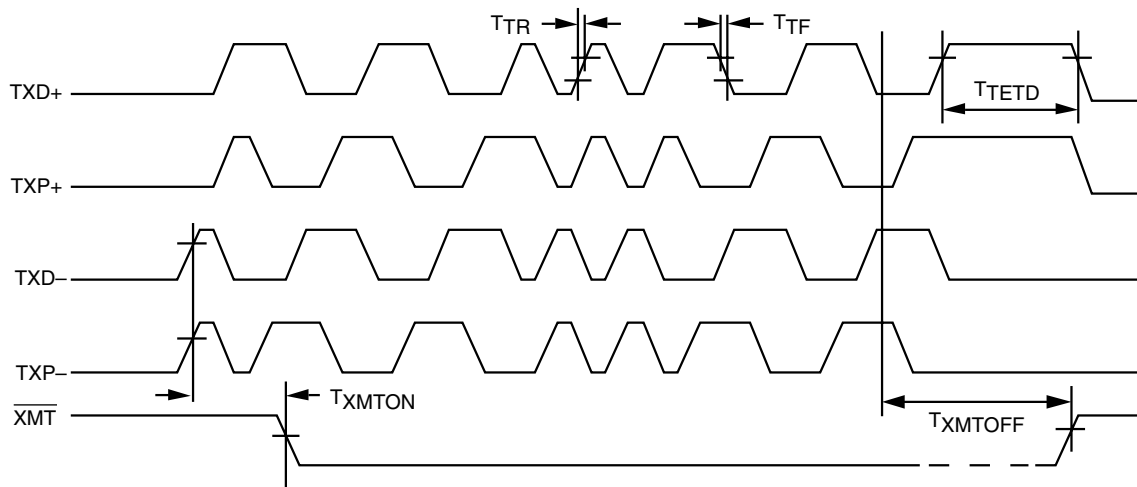 TTR
TTF
TXD+
TTETD
TXP+
TXD–
TXP–
TXMTON
XMT
TXMTOFF